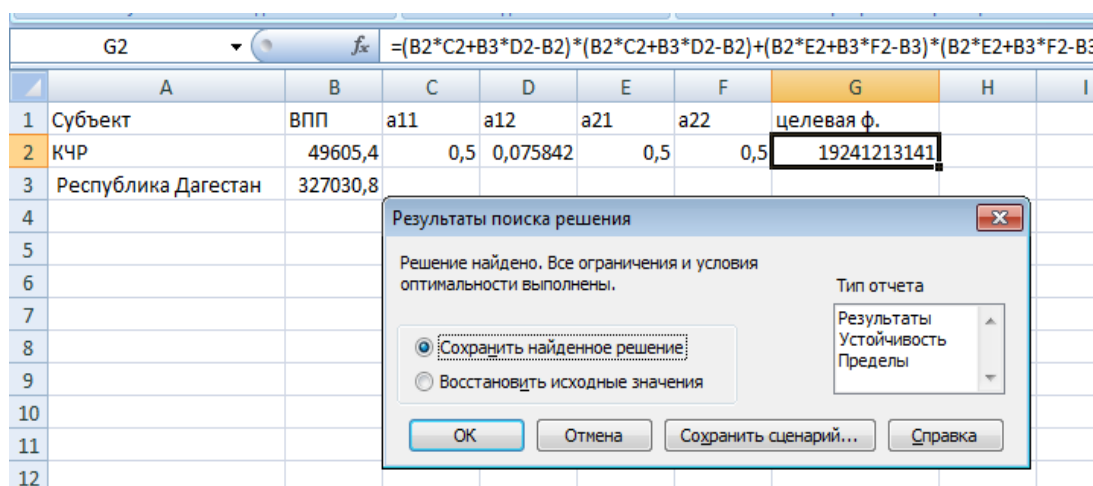 G2 fx =(B2*C2+B3*D2-B2)*(B2*C2+B3*D2-B2)+(B2*E2+B3*F2-B3)*(B2*E2+B3*F2-B3
A B C D E F G H I
1 Субъект ВПП a11 a12 a21 a22 целевая ф.
2 КЧР 49605,4 0,5 0,075842 0,5 0,5 19241213141
3 Республика Дагестан 327030,8
4
5
6
7
8
9
10
11
12
Результаты поиска решения
Решение найдено. Все ограничения и условия
оптимальности выполнены.
Тип отчета
Результаты
Устойчивость
Пределы
Сохранить найденное решение
Восстановить исходные значения
ОК Отмена Сохранить сценарий... Справка